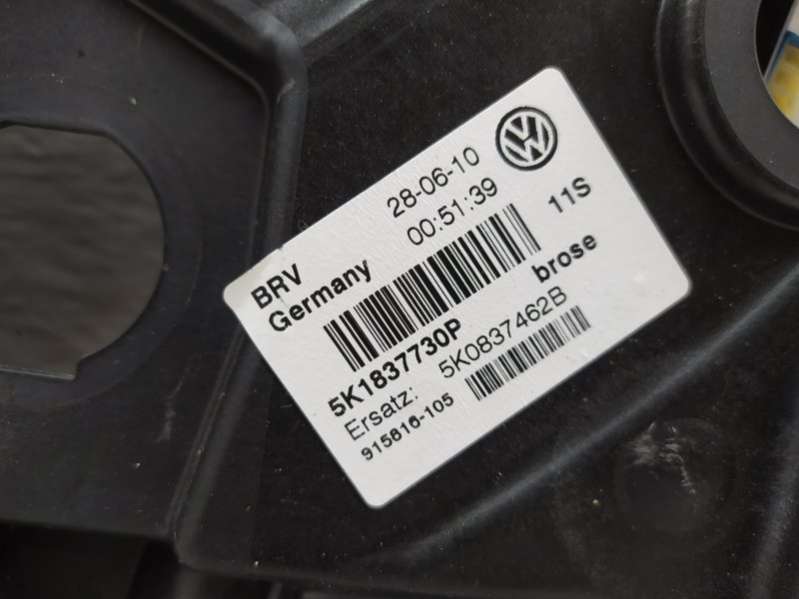 28-06-10
BRV 00:51:39
Germany 11S
5K1837730P brose
Ersatz: 5K0837462B
915816-105